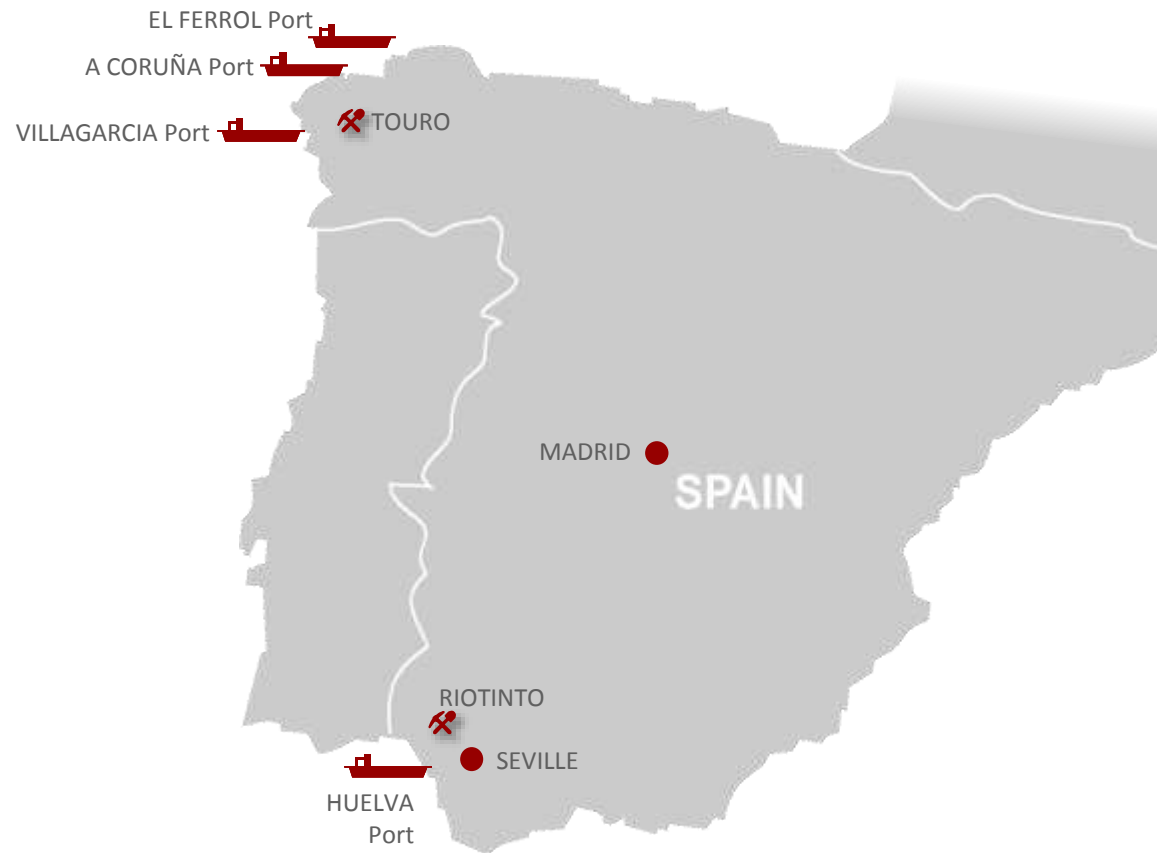 EL FERROL Port
A CORUÑA Port
VILLAGARCIA Port
TOURO
MADRID
SPAIN
RIOTINTO
SEVILLE
HUELVA
Port